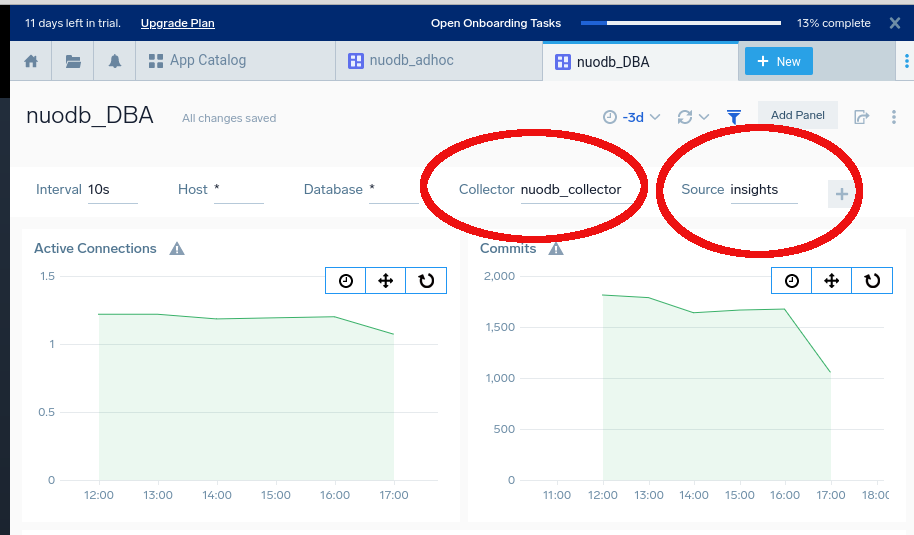 11 days left in trial. Upgrade Plan Open Onboarding Tasks 13% complete
App Catalog nuodb_adhoc nuodb_DBA + New
nuodb_DBA All changes saved -3d Add Panel
Interval 10s Host * Database * Collector nuodb_collector Source insights +
Active Connections
1.5
1
0.5
0
12:00 13:00 14:00 15:00 16:00 17:00
Commits
2,000
1,500
1,000
500
0
11:00 12:00 13:00 14:00 15:00 16:00 17:00 18:00